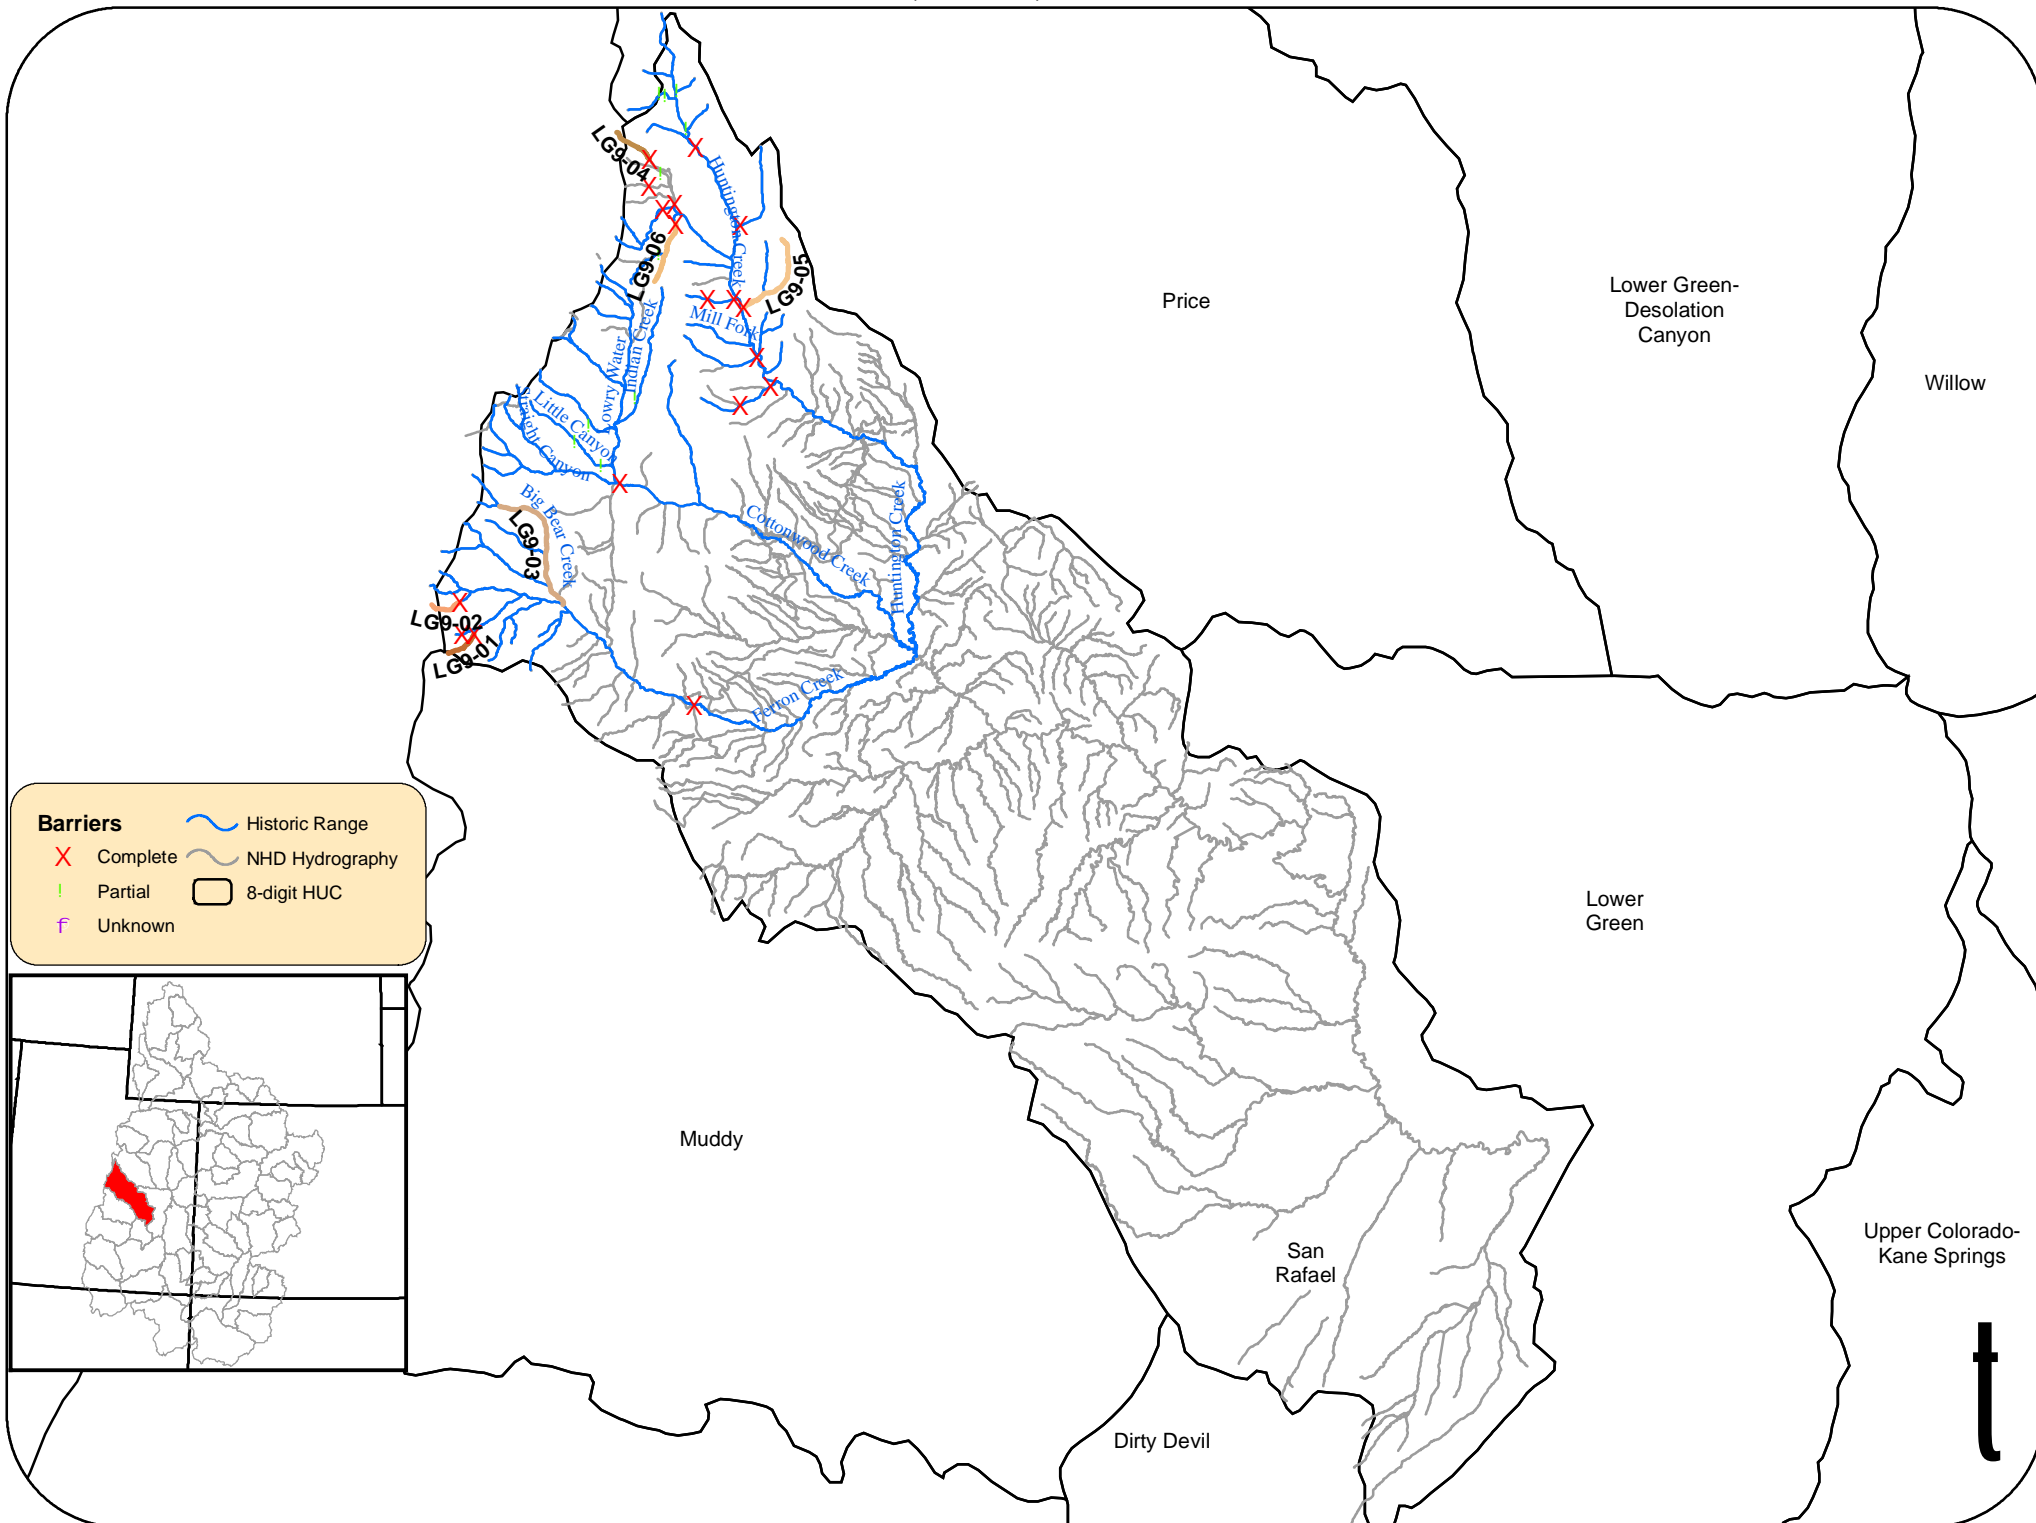 LG9-04
Huntington Creek
LG9-06
LG9-05
Mill Fork
Indian Creek
Lowry Water
Little Canyon
Straight Canyon
Big Bear Creek
LG9-03
Cottonwood Creek
Huntington Creek
LG9-02
LG9-01
Ferron Creek
Price
Lower Green-
Desolation
Canyon
Willow
Barriers
X Complete
! Partial
f Unknown
Historic Range
NHD Hydrography
8-digit HUC
Lower
Green
Muddy
San
Rafael
Upper Colorado-
Kane Springs
Dirty Devil
t